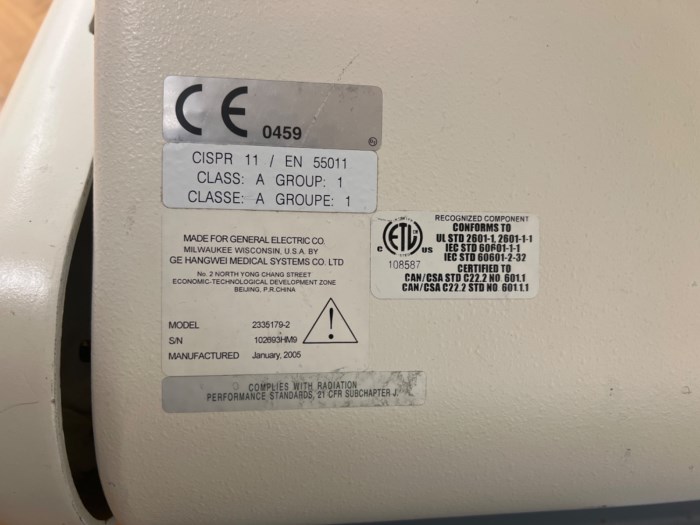 CE 0459
CISPR 11 / EN 55011
CLASS: A GROUP: 1
CLASSE: A GROUPE: 1
MADE FOR GENERAL ELECTRIC CO.
MILWAUKEE WISCONSIN, U.S.A. BY
GE HANGWEI MEDICAL SYSTEMS CO. LTD
No. 2 NORTH YONG CHANG STREET
ECONOMIC-TECHNOLOGICAL DEVELOPMENT ZONE
BEIJING, P.R.CHINA
MODEL 2335179-2
S/N 102693HM9
MANUFACTURED January, 2005
!
COMPLIES WITH RADIATION
PERFORMANCE STANDARDS, 21 CFR SUBCHAPTER J.
C ETL US
108587
RECOGNIZED COMPONENT
CONFORMS TO
UL STD 2601-1, 2601-1-1
IEC STD 60601-1-1
IEC STD 60601-2-32
CERTIFIED TO
CAN/CSA STD C22.2 NO. 601.1
CAN/CSA C22.2 STD NO. 601.1.1